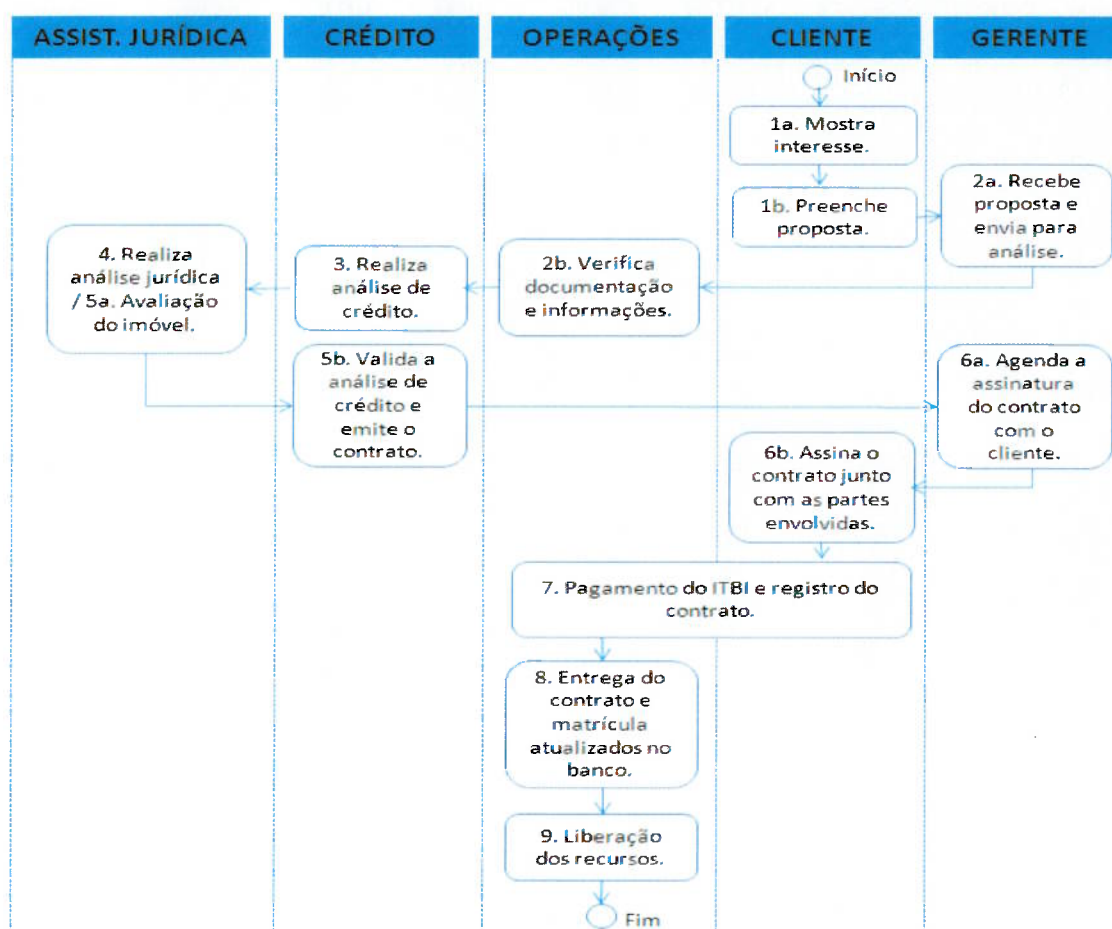 ASSIST. JURÍDICA
CRÉDITO
OPERAÇÕES
CLIENTE
GERENTE
Início
1a. Mostra
interesse.
1b. Preenche
proposta.
2a. Recebe
proposta e
envia para
análise.
2b. Verifica
documentação
e informações.
3. Realiza
análise de
crédito.
4. Realiza
análise jurídica
/ 5a. Avaliação
do imóvel.
5b. Valida a
análise de
crédito e
emite o
contrato.
6a. Agenda a
assinatura
do contrato
com o
cliente.
6b. Assina o
contrato junto
com as partes
envolvidas.
7. Pagamento do ITBI e registro do
contrato.
8. Entrega do
contrato e
matrícula
atualizados no
banco.
9. Liberação
dos recursos.
Fim